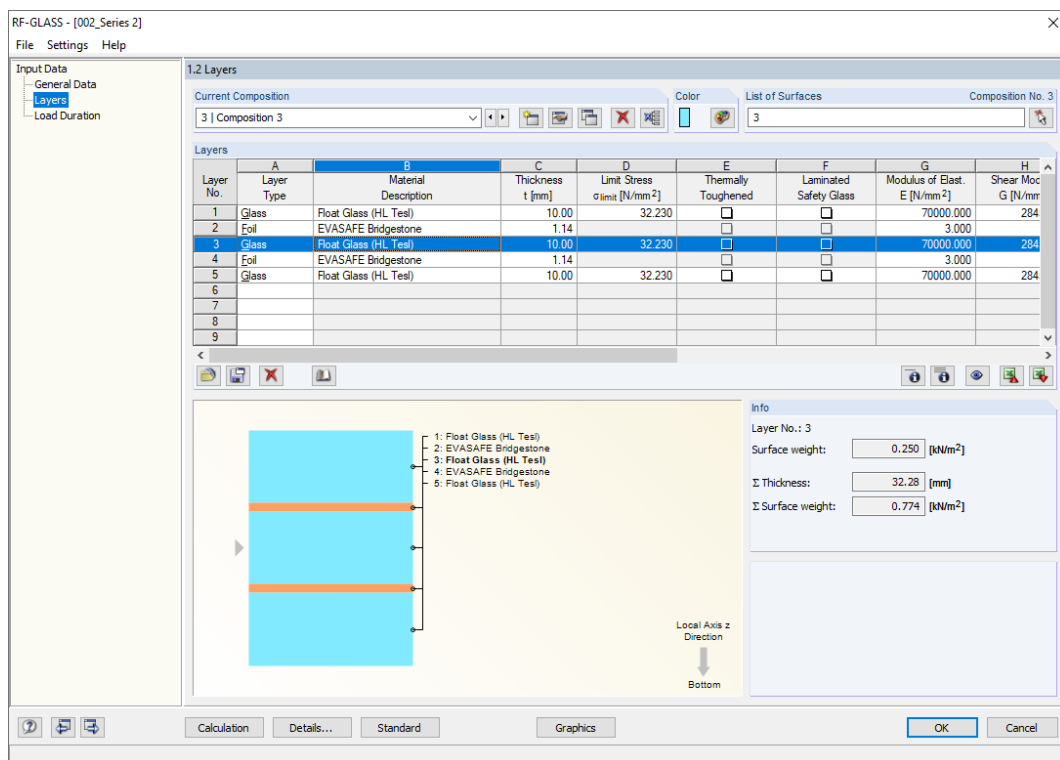 RF-GLASS - [002_Series 2]
File Settings Help
Input Data
General Data
Layers
Load Duration
1.2 Layers
Current Composition
Color
List of Surfaces
Composition No. 3
3 | Composition 3
3
Layers
A B C D E F G H
Layer Layer Material Thickness Limit Stress Thermally Laminated Modulus of Elast. Shear Mod
No. Type Description t [mm] σlimit [N/mm²] Toughened Safety Glass E [N/mm²] G [N/mm
1 Glass Float Glass (HL Tesl) 10.00 32.230 70000.000 284
2 Foil EVASAFE Bridgestone 1.14 3.000
3 Glass Float Glass (HL Tesl) 10.00 32.230 70000.000 284
4 Foil EVASAFE Bridgestone 1.14 3.000
5 Glass Float Glass (HL Tesl) 10.00 32.230 70000.000 284
6
7
8
9
1: Float Glass (HL Tesl)
2: EVASAFE Bridgestone
3: Float Glass (HL Tesl)
4: EVASAFE Bridgestone
5: Float Glass (HL Tesl)
Local Axis z
Direction
Bottom
Info
Layer No.: 3
Surface weight: 0.250 [kN/m²]
Σ Thickness: 32.28 [mm]
Σ Surface weight: 0.774 [kN/m²]
Calculation Details... Standard Graphics OK Cancel